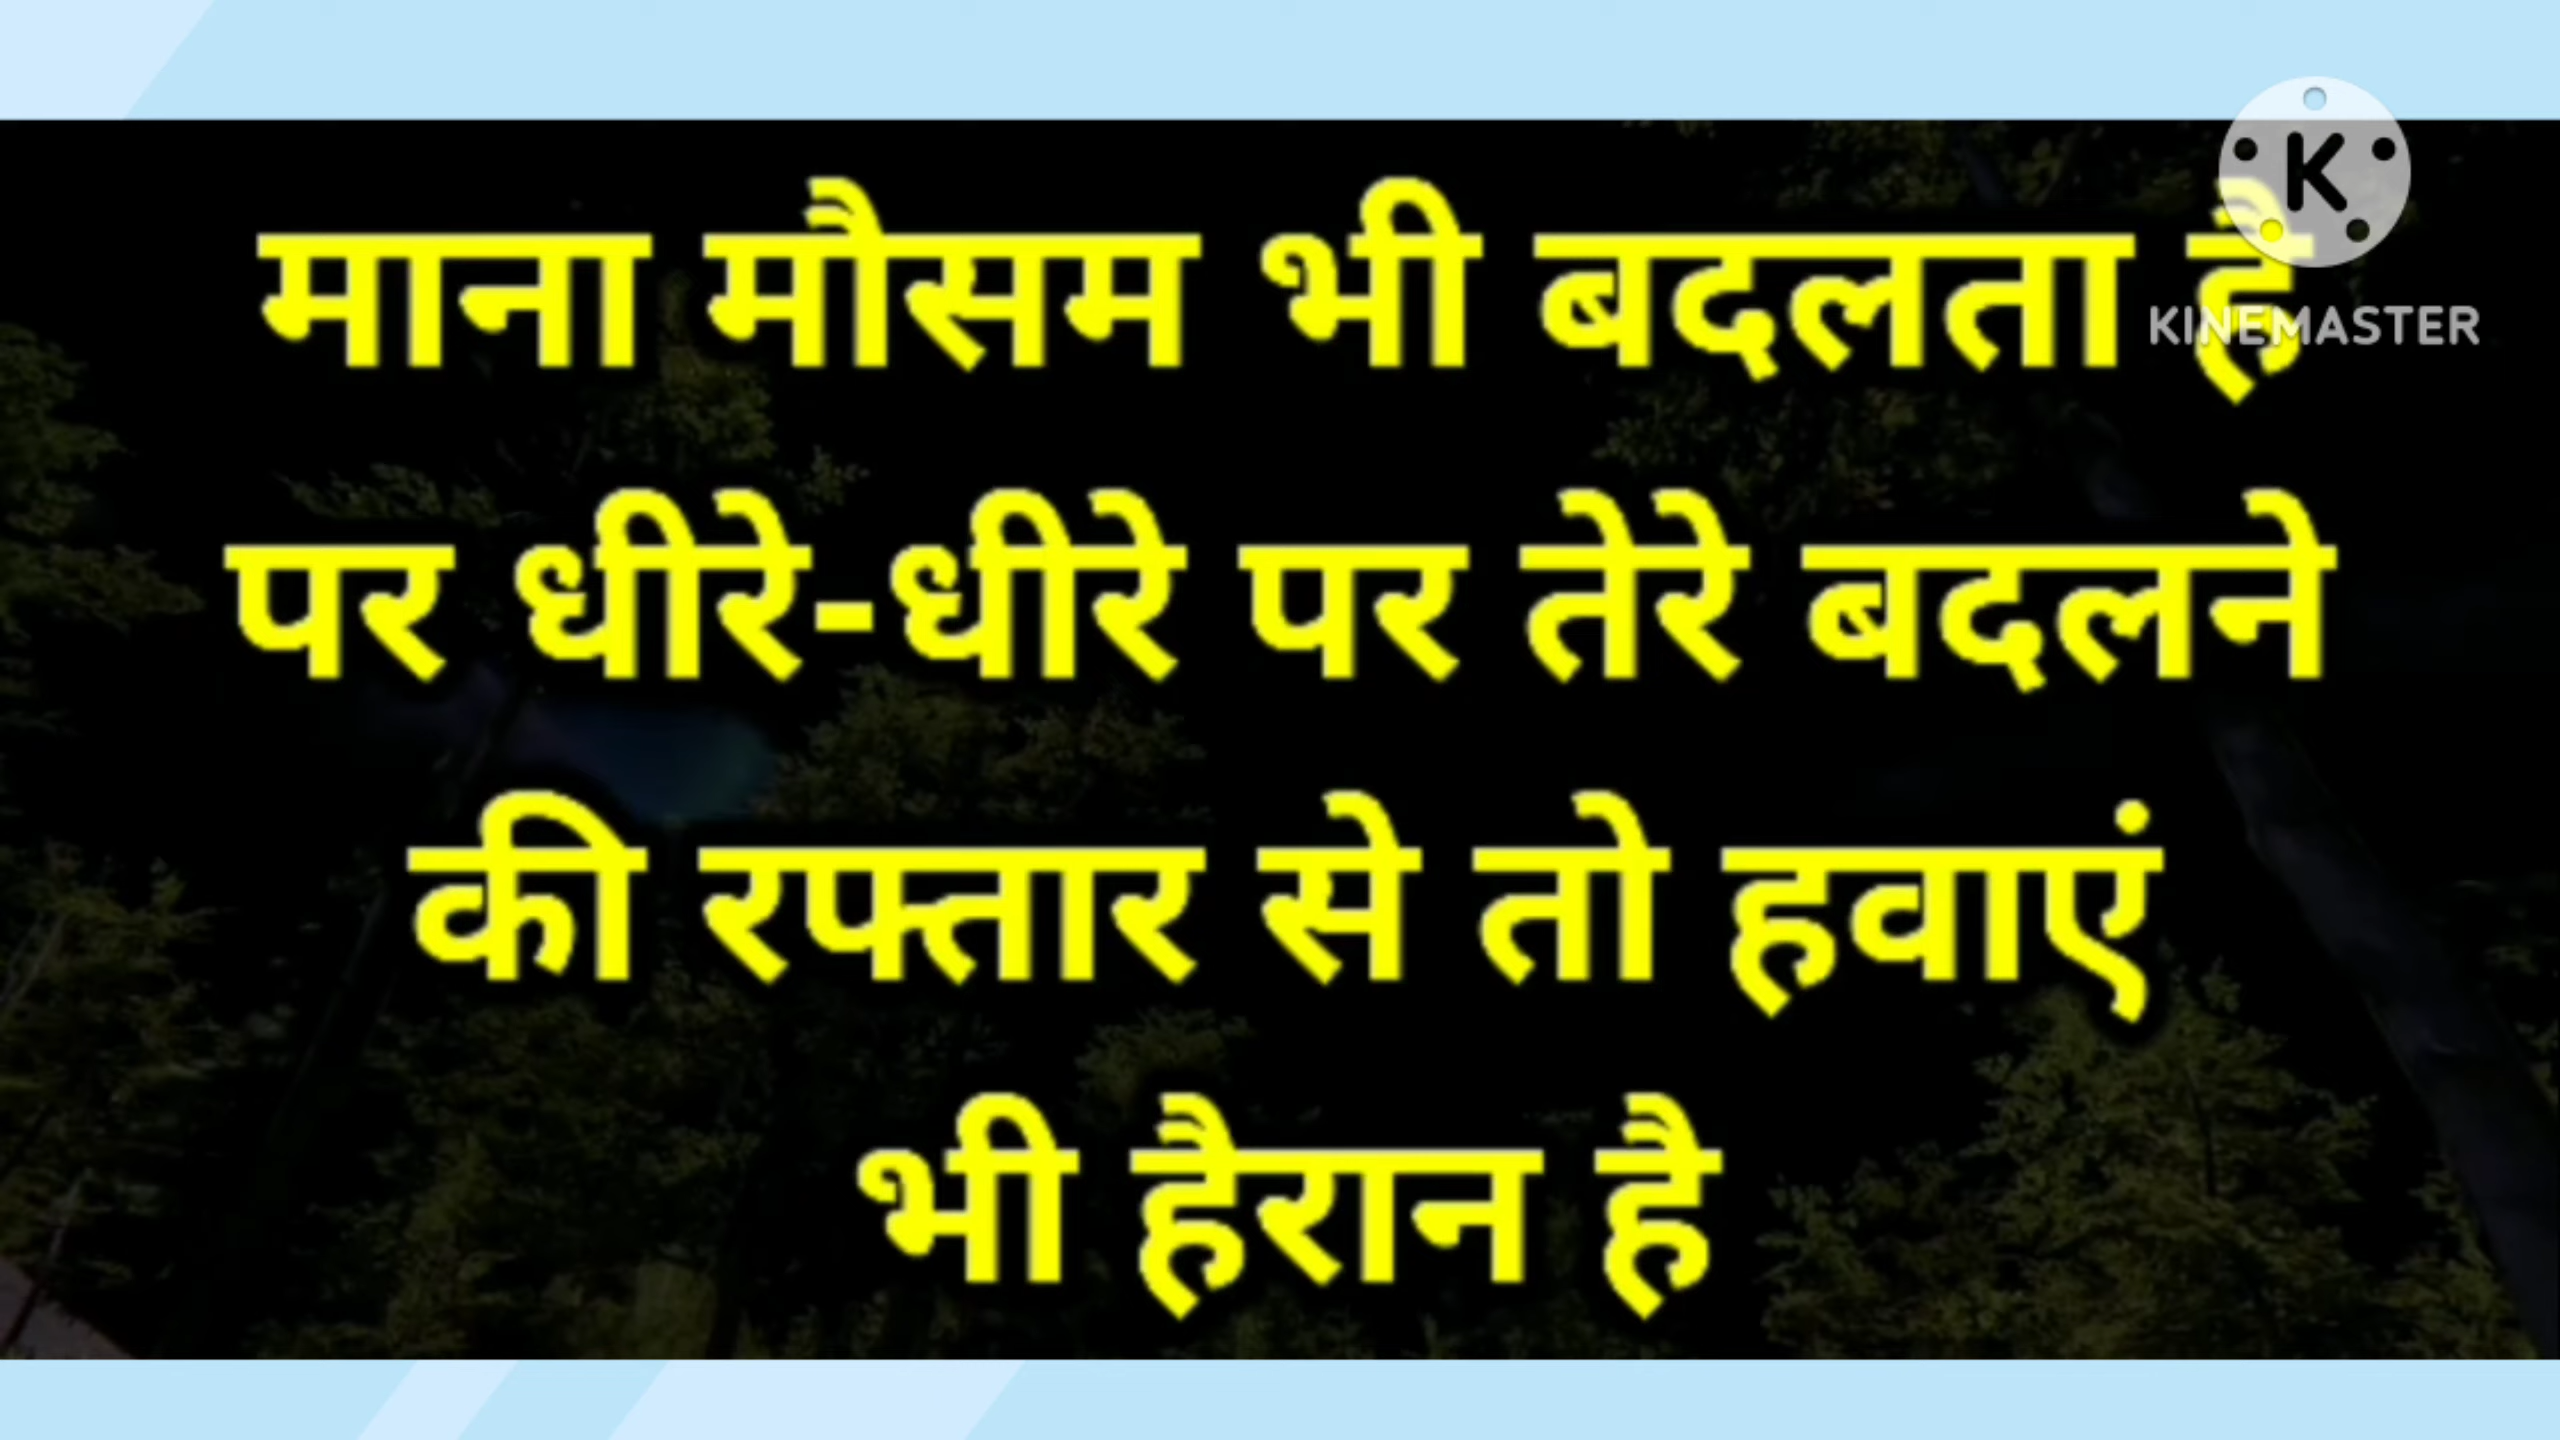 माना मौसम भी बदलता है
पर धीरे-धीरे पर तेरे बदलने
की रफ्तार से तो हवाएं
भी हैरान है
K
KINEMASTER